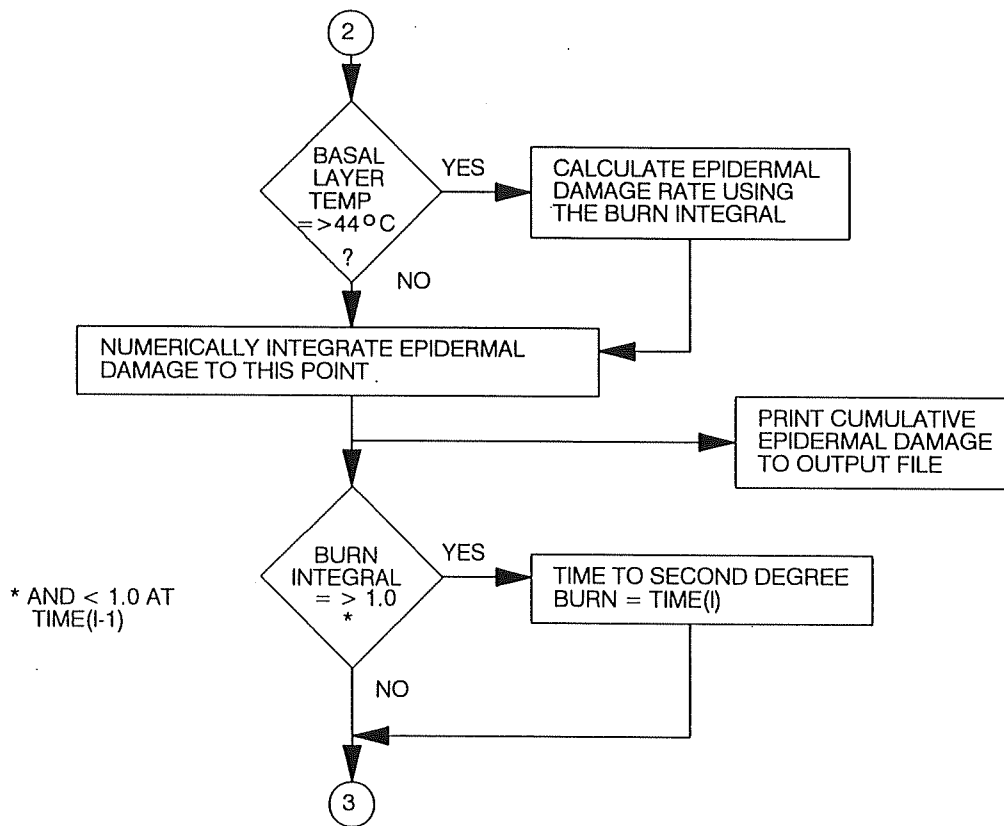 2
BASAL
LAYER
TEMP
=>44°C
?
YES
CALCULATE EPIDERMAL
DAMAGE RATE USING
THE BURN INTEGRAL
NO
NUMERICALLY INTEGRATE EPIDERMAL
DAMAGE TO THIS POINT
PRINT CUMULATIVE
EPIDERMAL DAMAGE
TO OUTPUT FILE
BURN
INTEGRAL
= > 1.0
*
YES
TIME TO SECOND DEGREE
BURN = TIME(I)
* AND < 1.0 AT
TIME(I-1)
NO
3